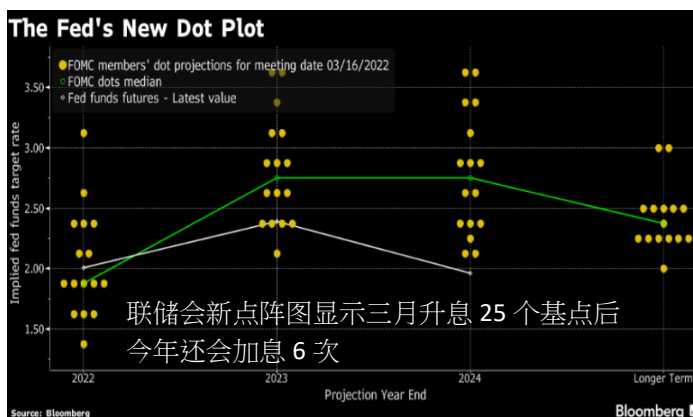 The Fed's New Dot Plot
FOMC members' dot projections for meeting date 03/16/2022
FOMC dots median
Fed funds futures - Latest value
Implied fed funds target rate
3.50
3.00
2.50
2.00
1.50
联储会新点阵图显示三月升息 25 个基点后
今年还会加息 6 次
2022
2023
2024
Longer Term
Projection Year End
Source: Bloomberg
Bloomberg